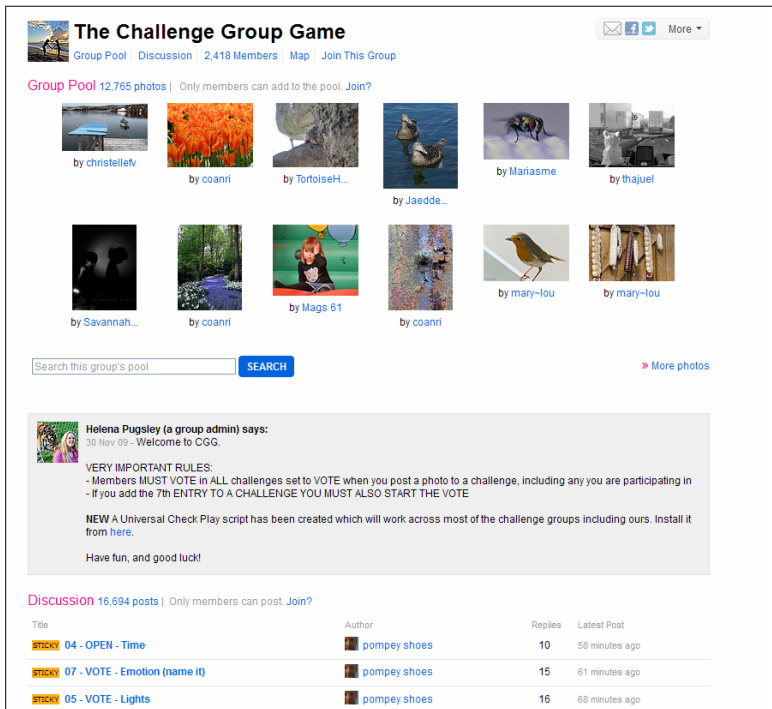 The Challenge Group Game
More
Group Pool Discussion 2,418 Members Map Join This Group
Group Pool 12,765 photos | Only members can add to the pool. Join?
by christellefv
by coanri
by TortoiseH...
by Jaedde...
by Mariasme
by thajuel
by Savannah...
by coanri
by Mags 61
by coanri
by mary~lou
by mary~lou
Search this group's pool SEARCH
» More photos
Helena Pugsley (a group admin) says:
30 Nov 09 - Welcome to CGG.
VERY IMPORTANT RULES:
- Members MUST VOTE in ALL challenges set to VOTE when you post a photo to a challenge, including any you are participating in
- If you add the 7th ENTRY TO A CHALLENGE YOU MUST ALSO START THE VOTE
NEW A Universal Check Play script has been created which will work across most of the challenge groups including ours. Install it
from here.
Have fun, and good luck!
Discussion 16,694 posts | Only members can post. Join?
Title Author Replies Latest Post
STICKY 04 - OPEN - Time pompey shoes 10 58 minutes ago
STICKY 07 - VOTE - Emotion (name it) pompey shoes 15 61 minutes ago
STICKY 05 - VOTE - Lights pompey shoes 16 68 minutes ago